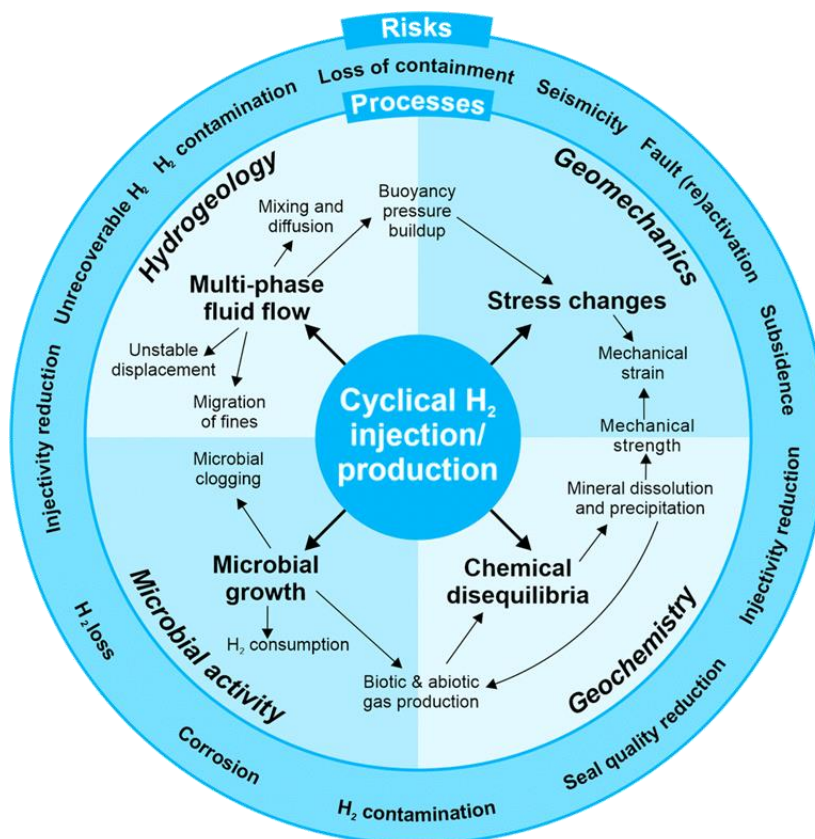 Risks
Loss of containment
Seismicity
Fault (re)activation
Subsidence
Injectivity reduction
Seal quality reduction
H₂ contamination
Corrosion
H₂ loss
Injectivity reduction
Unrecoverable H₂
H₂ contamination
Processes
Hydrogeology
Mixing and
diffusion
Buoyancy
pressure
buildup
Multi-phase
fluid flow
Unstable
displacement
Migration
of fines
Geomechanics
Stress changes
Mechanical
strain
Mechanical
strength
Cyclical H₂
injection/
production
Microbial
clogging
Microbial
growth
H₂ consumption
Microbial activity
Mineral dissolution
and precipitation
Chemical
disequilibria
Biotic & abiotic
gas production
Geochemistry